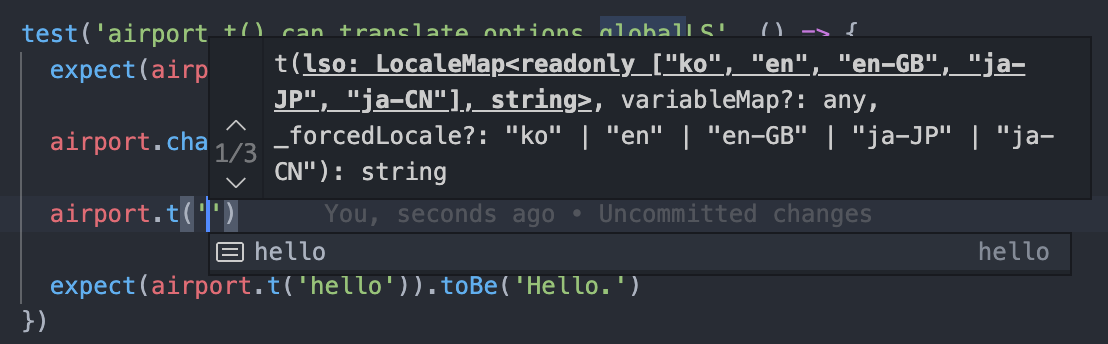 test('airport.t() can translate options.globalLS', () => {
expect(airp
t(lso: LocaleMap<readonly ["ko", "en", "en-GB", "ja-
JP", "ja-CN"], string>, variableMap?: any,
_forcedLocale?: "ko" | "en" | "en-GB" | "ja-JP" | "ja-
CN"): string
1/3
airport.cha
airport.t('') You, seconds ago • Uncommitted changes
hello hello
expect(airport.t('hello')).toBe('Hello.')
})